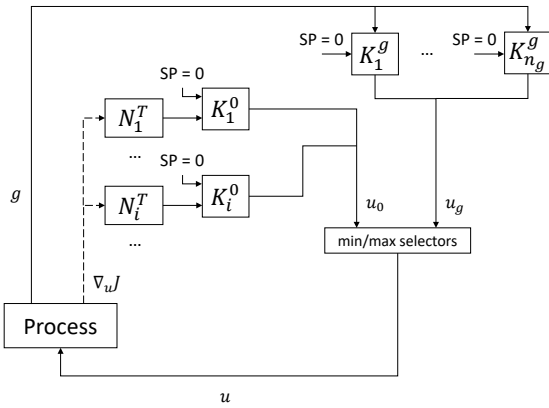 SP = 0
K_1^g
...
SP = 0
K_{n_g}^g
SP = 0
N_1^T
K_1^0
...
SP = 0
N_i^T
K_i^0
...
g
u_0
u_g
min/max selectors
∇_u J
Process
u